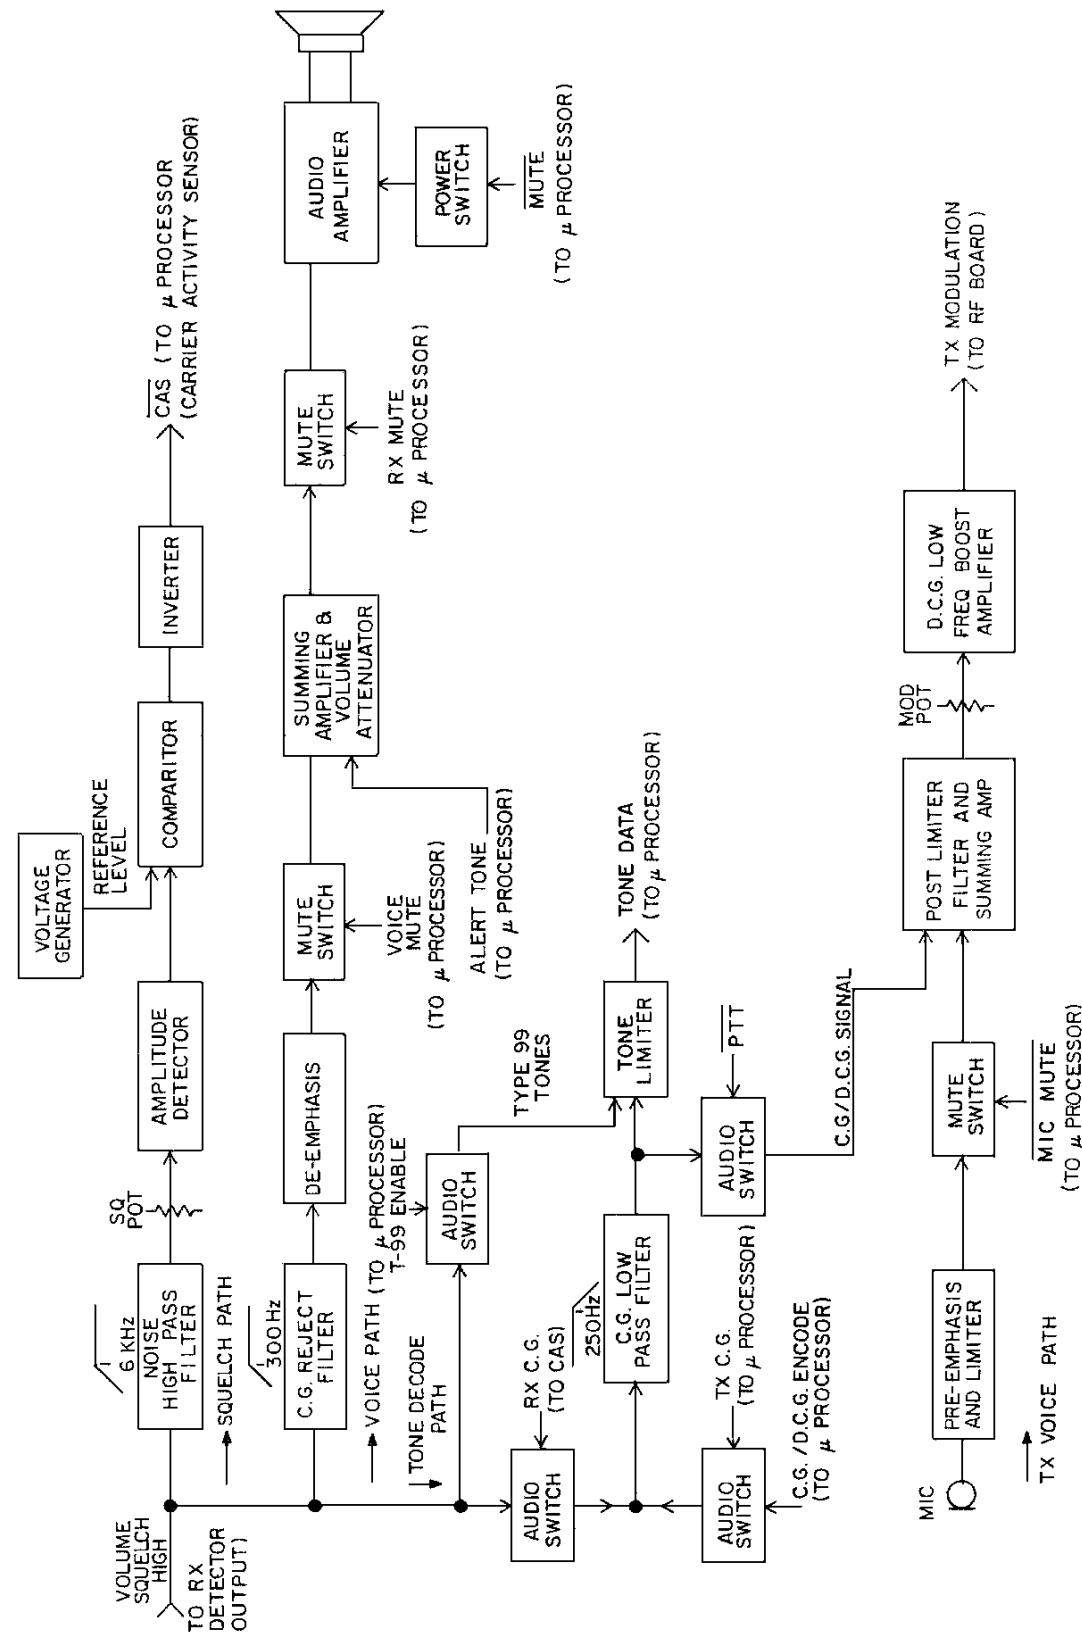 VOLUME
SQUELCH
HIGH
TO RX
DETECTOR
OUTPUT)
6 KHz
NOISE
HIGH PASS
FILTER
SQUELCH PATH
SQ
POT
AMPLITUDE
DETECTOR
VOLTAGE
GENERATOR
REFERENCE
LEVEL
COMPARITOR
INVERTER
CAS (TO μ PROCESSOR
(CARRIER ACTIVITY SENSOR)
300 Hz
C.G. REJECT
FILTER
VOICE PATH
DE-EMPHASIS
MUTE
SWITCH
VOICE
MUTE
(TO μ PROCESSOR)
SUMMING
AMPLIFIER &
VOLUME
ATTENUATOR
ALERT TONE
(TO μ PROCESSOR)
MUTE
SWITCH
RX MUTE
(TO μ PROCESSOR)
AUDIO
AMPLIFIER
POWER
SWITCH
MUTE
(TO μ PROCESSOR)
TONE DECODE
PATH
(TO μ PROCESSOR)
T-99 ENABLE
AUDIO
SWITCH
TYPE 99
TONES
AUDIO
SWITCH
RX C.G.
(TO CAS)
250Hz
C.G. LOW
PASS FILTER
TONE
LIMITER
TONE DATA
(TO μ PROCESSOR)
AUDIO
SWITCH
TX C.G.
(TO μ PROCESSOR)
C.G. /D.C.G. ENCODE
(TO μ PROCESSOR)
AUDIO
SWITCH
PTT
C.G./D.C.G. SIGNAL
MIC
PRE-EMPHASIS
AND LIMITER
TX VOICE PATH
MUTE
SWITCH
MIC MUTE
(TO μ PROCESSOR)
POST LIMITER
FILTER AND
SUMMING AMP
MOD
POT
D.C.G. LOW
FREQ BOOST
AMPLIFIER
TX MODULATION
(TO RF BOARD)